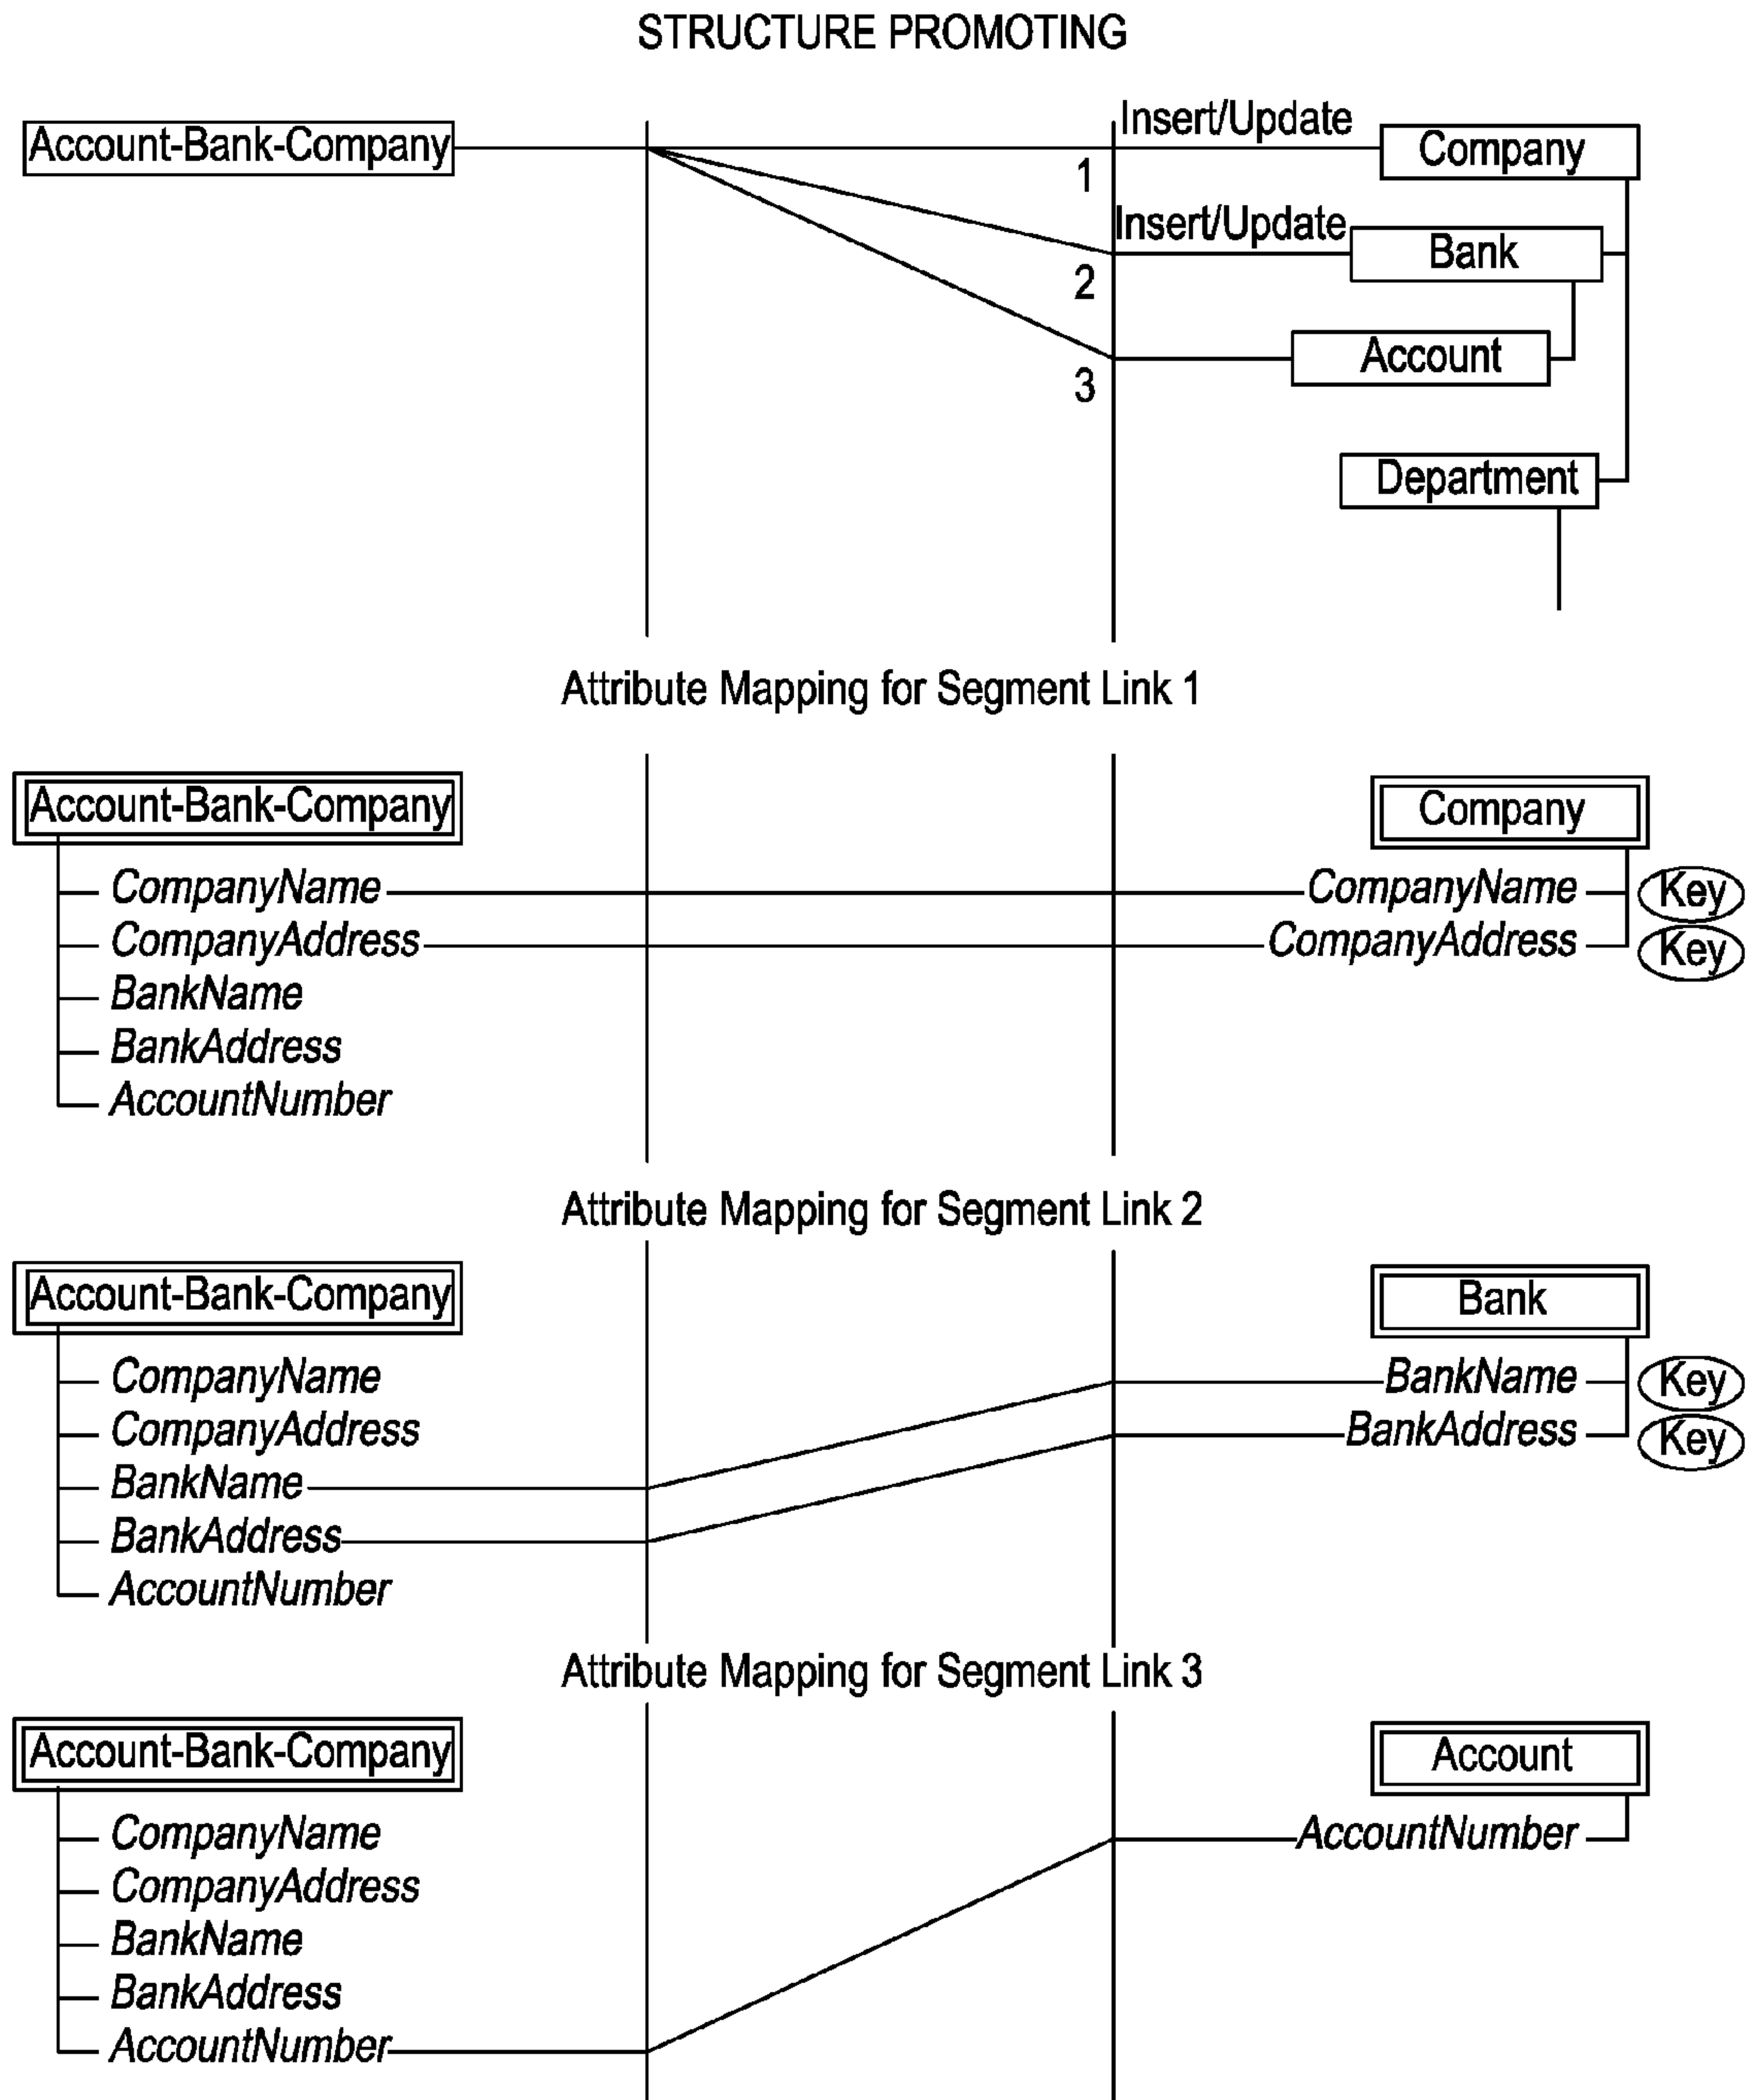 STRUCTURE PROMOTING
Account-Bank-Company
Insert/Update
Company
1
Insert/Update
Bank
2
Account
3
Department
Attribute Mapping for Segment Link 1
Account-Bank-Company
Company
CompanyName
CompanyName
Key
CompanyAddress
CompanyAddress
Key
BankName
BankAddress
AccountNumber
Attribute Mapping for Segment Link 2
Account-Bank-Company
Bank
CompanyName
BankName
Key
CompanyAddress
BankAddress
Key
BankName
BankAddress
AccountNumber
Attribute Mapping for Segment Link 3
Account-Bank-Company
Account
CompanyName
AccountNumber
CompanyAddress
BankName
BankAddress
AccountNumber